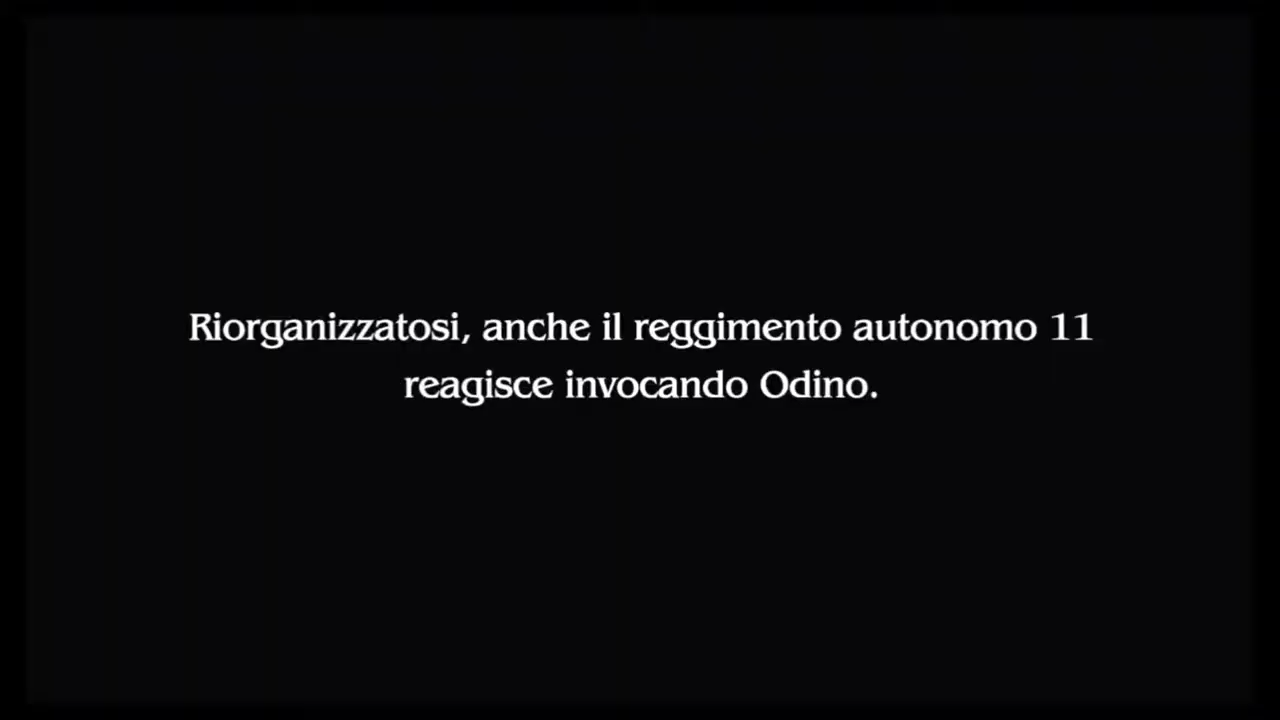 Riorganizzatosi, anche il reggimento autonomo 11
reagisce invocando Odino.